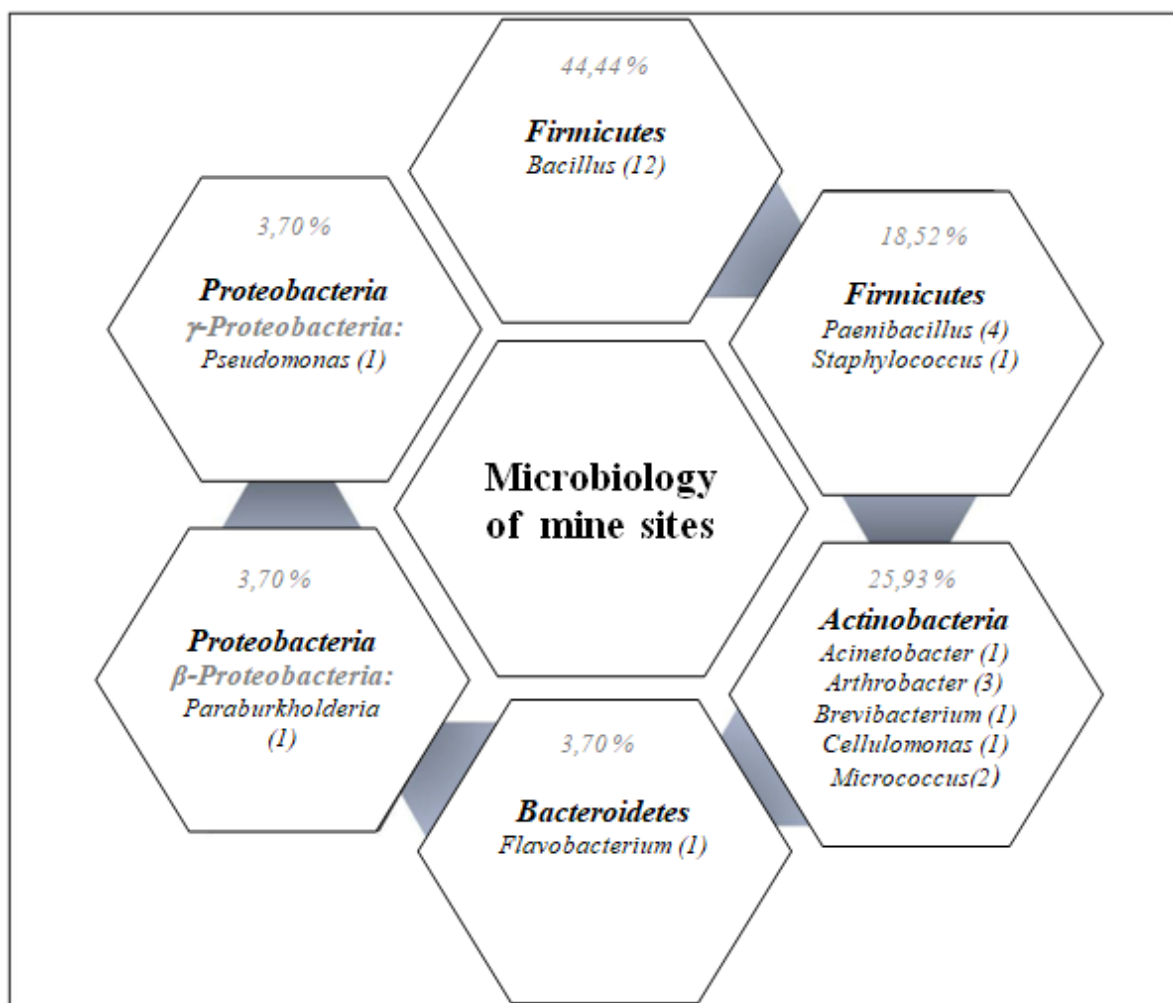 44,44 %
Firmicutes
Bacillus (12)
18,52 %
Firmicutes
Paenibacillus (4)
Staphylococcus (1)
25,93 %
Actinobacteria
Acinetobacter (1)
Arthrobacter (3)
Brevibacterium (1)
Cellulomonas (1)
Micrococcus(2)
3,70 %
Bacteroidetes
Flavobacterium (1)
3,70 %
Proteobacteria
β-Proteobacteria:
Paraburkholderia
(1)
3,70 %
Proteobacteria
γ-Proteobacteria:
Pseudomonas (1)
Microbiology
of mine sites